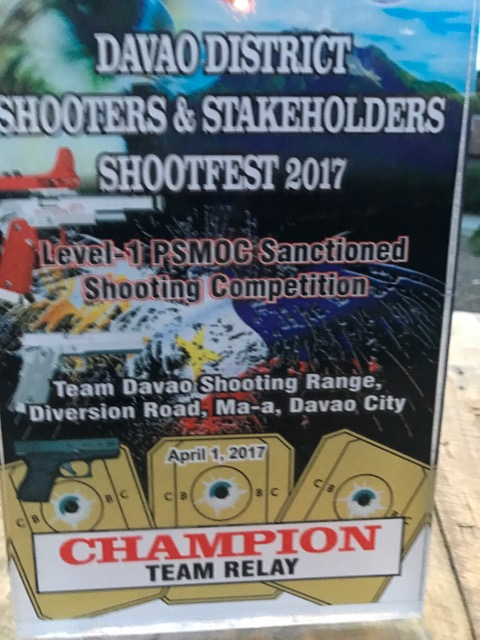 DAVAO DISTRICT
SHOOTERS & STAKEHOLDERS
SHOOTFEST 2017
Level-1 PSMOC Sanctioned
Shooting Competition
Team Davao Shooting Range,
Diversion Road, Ma-a, Davao City
April 1, 2017
C B B C
C B B C
C B B C
CHAMPION
TEAM RELAY